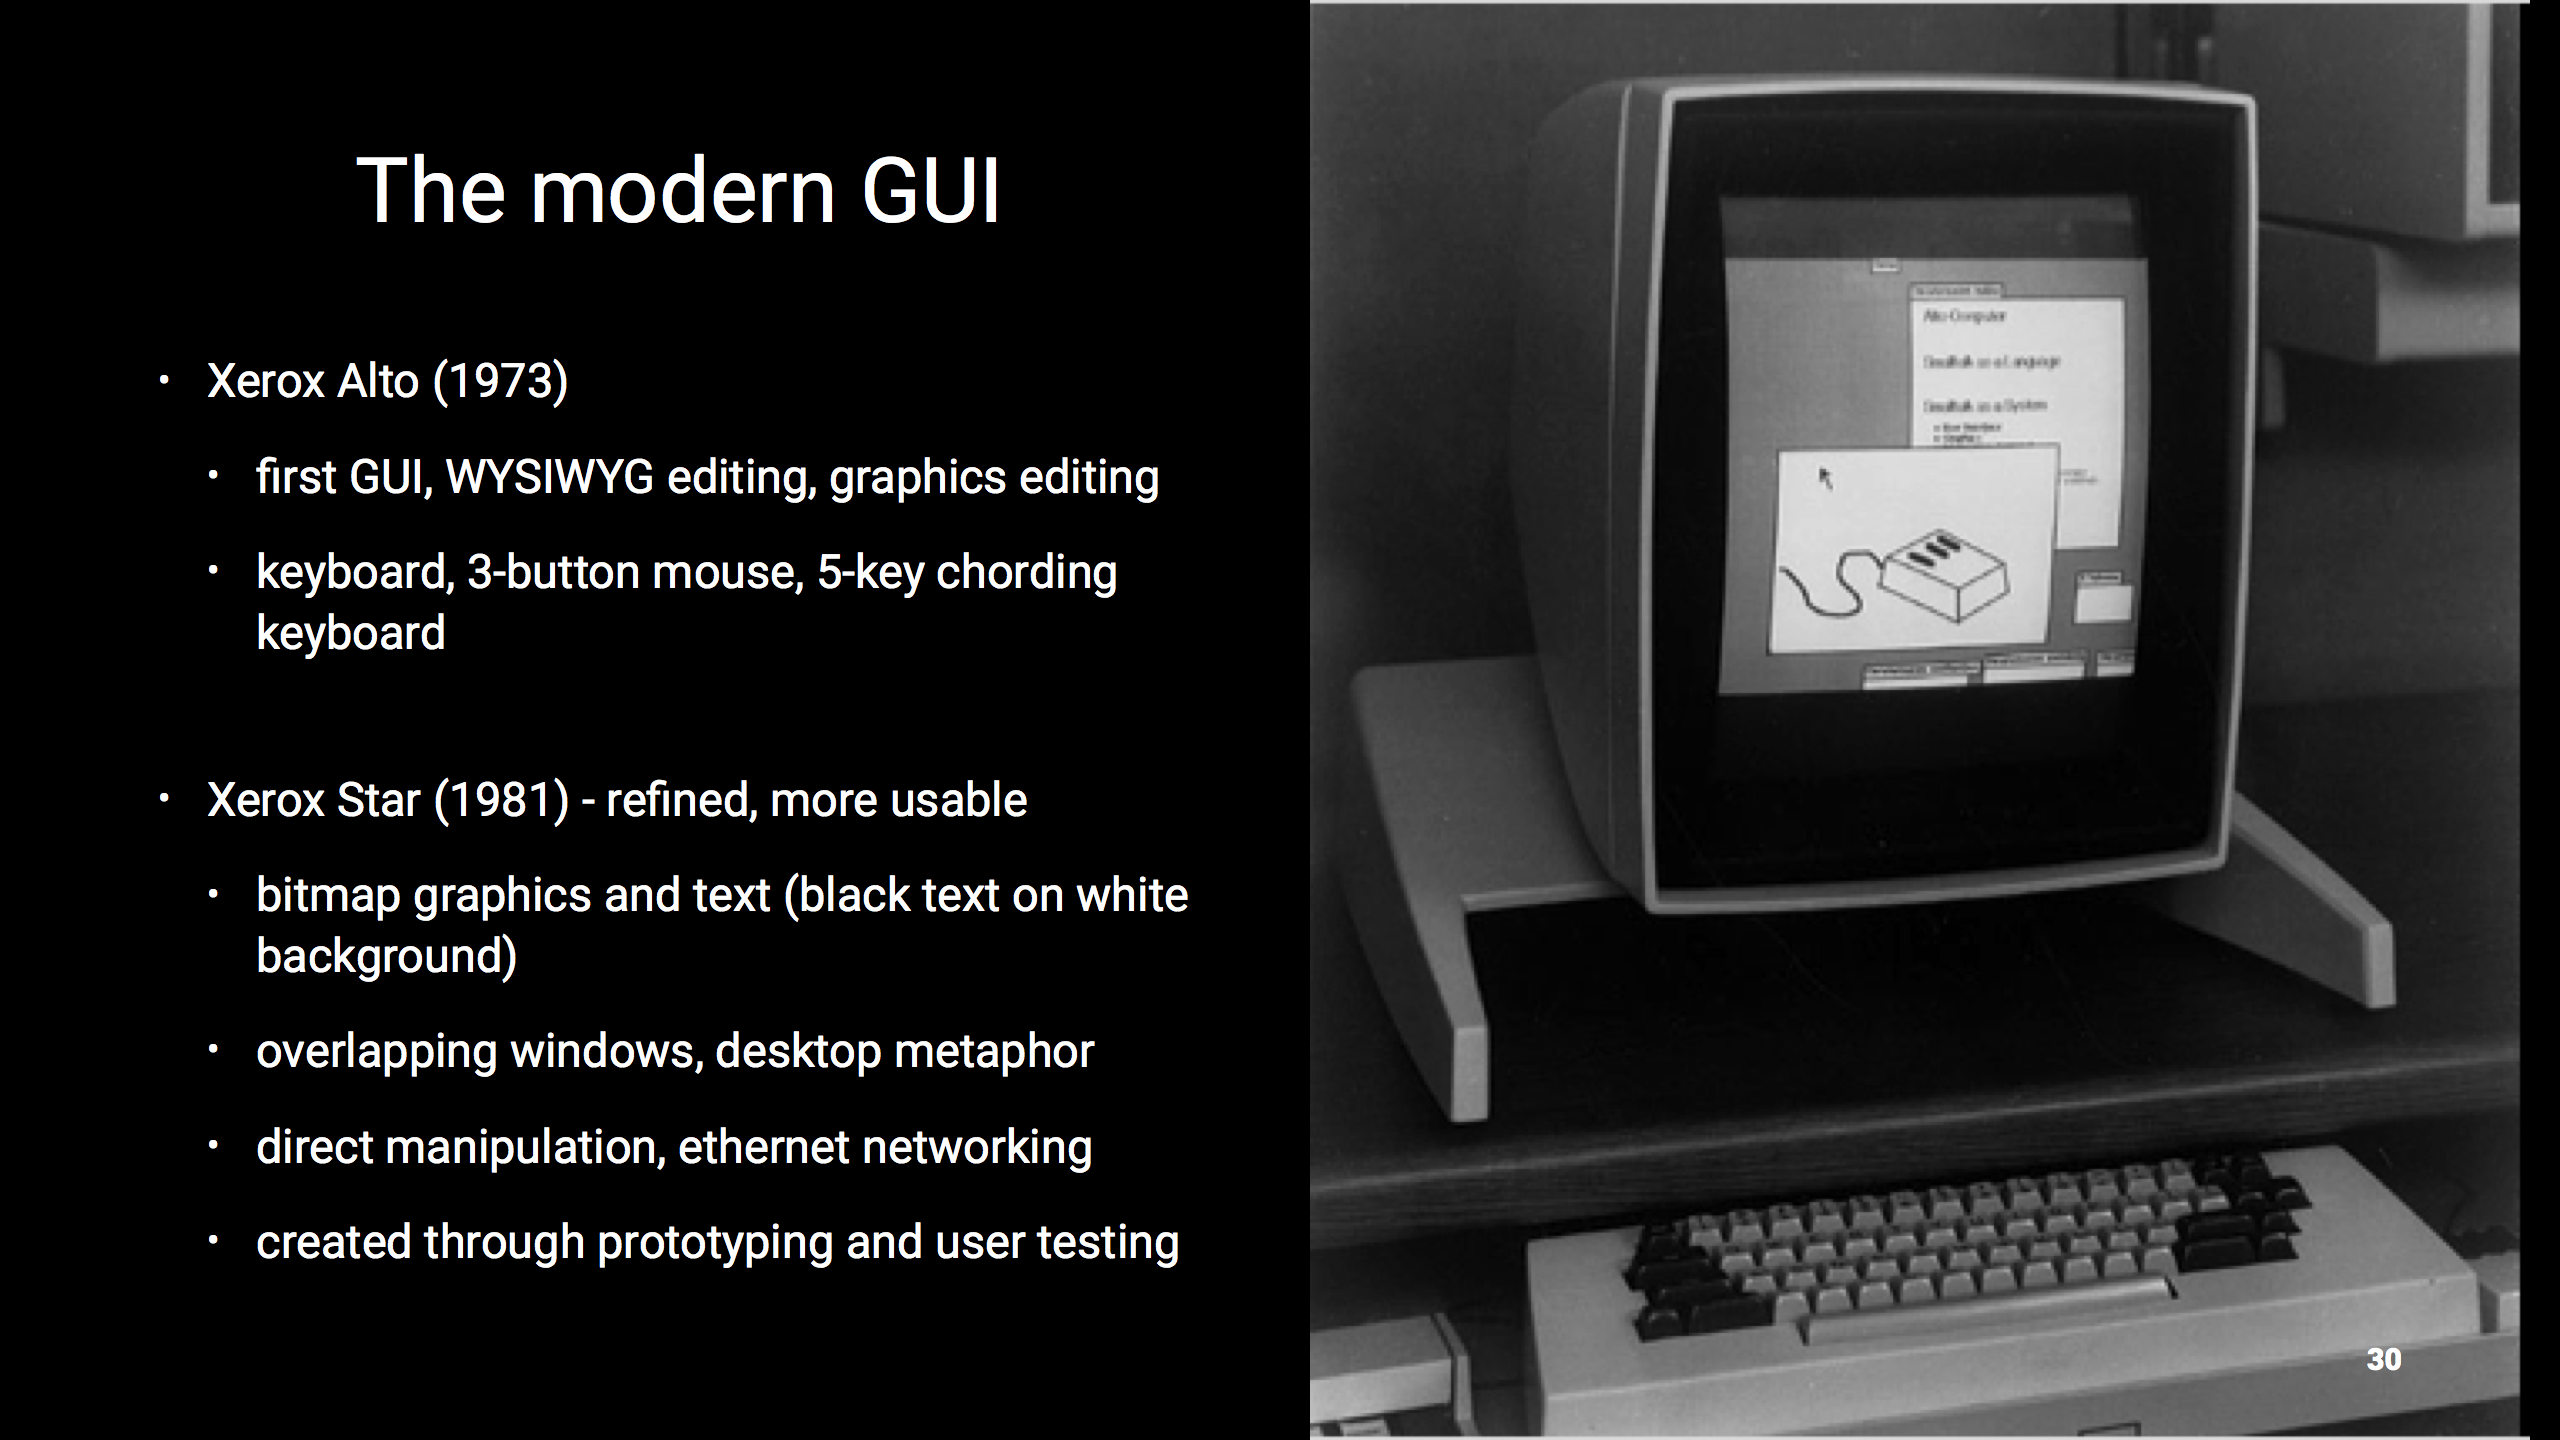 The modern GUI
• Xerox Alto (1973)
• first GUI, WYSIWYG editing, graphics editing
• keyboard, 3-button mouse, 5-key chording
keyboard
• Xerox Star (1981) - refined, more usable
• bitmap graphics and text (black text on white
background)
• overlapping windows, desktop metaphor
• direct manipulation, ethernet networking
• created through prototyping and user testing
Alto-Computer
Smalltalk as a Language
Smalltalk as a System
30